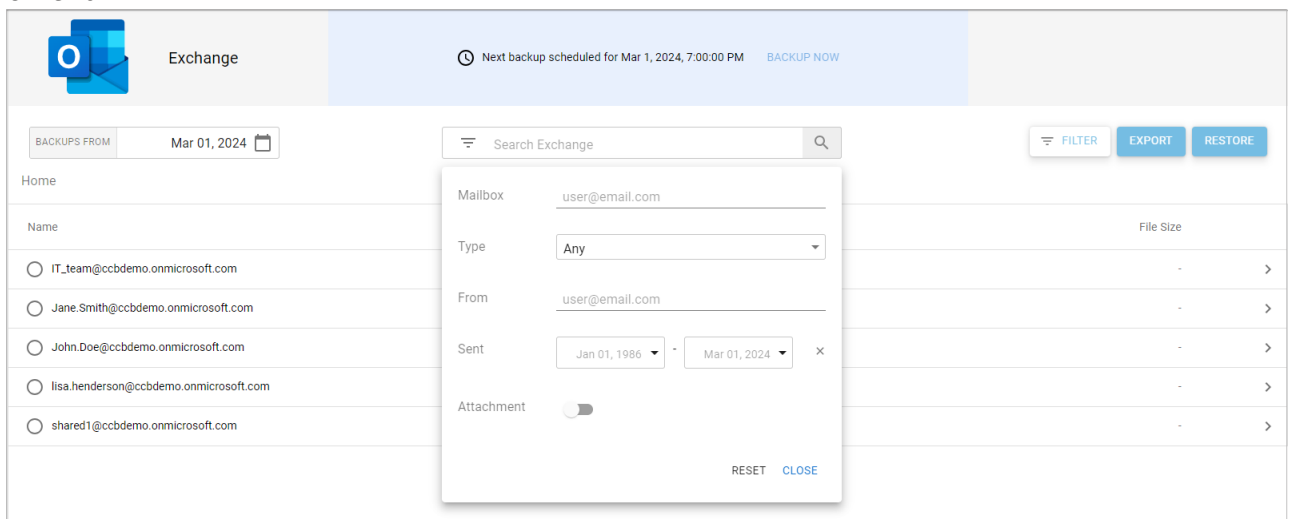 O
Exchange
Next backup scheduled for Mar 1, 2024, 7:00:00 PM BACKUP NOW
BACKUPS FROM Mar 01, 2024
Search Exchange
FILTER EXPORT RESTORE
Home
Name File Size
IT_team@ccbdemo.onmicrosoft.com -
Jane.Smith@ccbdemo.onmicrosoft.com -
John.Doe@ccbdemo.onmicrosoft.com -
lisa.henderson@ccbdemo.onmicrosoft.com -
shared1@ccbdemo.onmicrosoft.com -
Mailbox user@email.com
Type Any
From user@email.com
Sent Jan 01, 1986 - Mar 01, 2024 ×
Attachment
RESET CLOSE